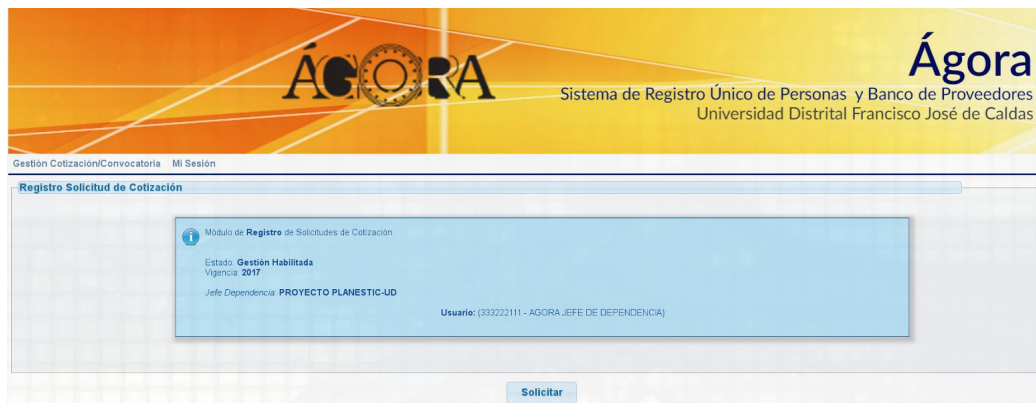 ÁGORA
Ágora
Sistema de Registro Único de Personas y Banco de Proveedores
Universidad Distrital Francisco José de Caldas
Gestión Cotización/Convocatoria Mi Sesión
Registro Solicitud de Cotización
Módulo de Registro de Solicitudes de Cotización.
Estado: Gestión Habilitada
Vigencia: 2017
Jefe Dependencia: PROYECTO PLANESTIC-UD
Usuario: (333222111 - AGORA JEFE DE DEPENDENCIA)
Solicitar